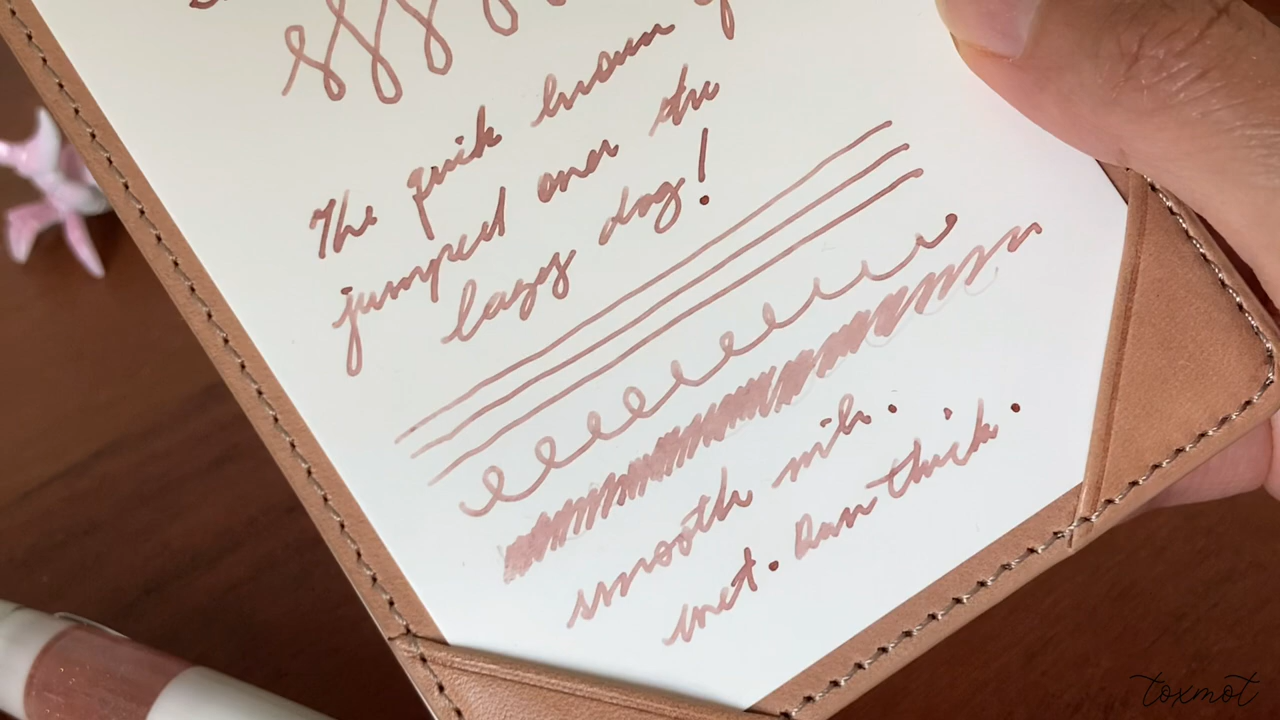 The quick brown
jumped over the
lazy dog!
smooth nib.
wet. Run thick.
toxmot